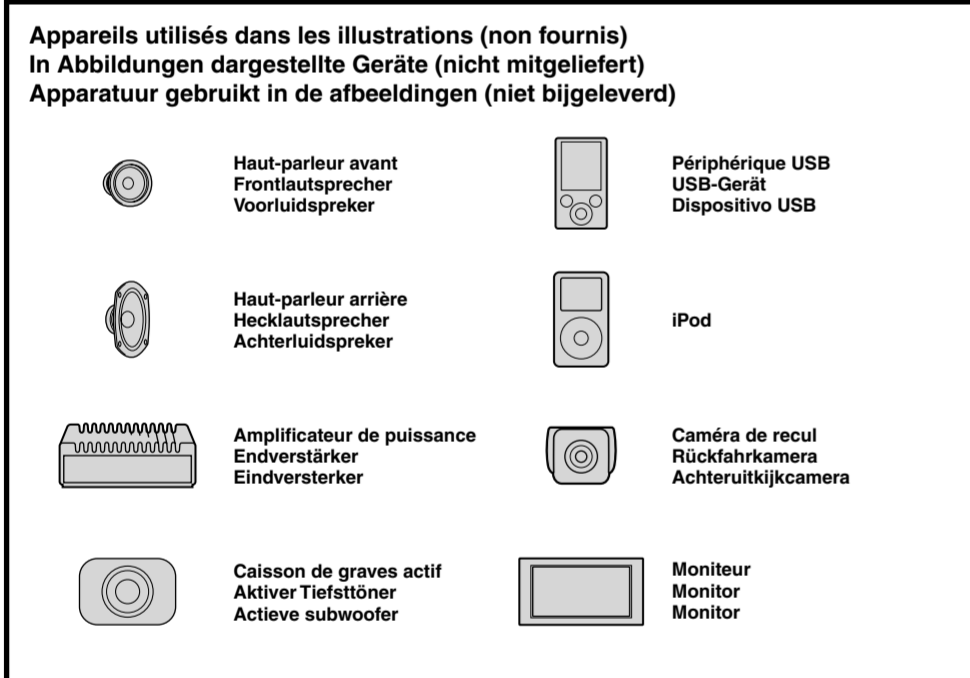 Appareils utilisés dans les illustrations (non fournis)
In Abbildungen dargestellte Geräte (nicht mitgeliefert)
Apparatuur gebruikt in de afbeeldingen (niet bijgeleverd)
Haut-parleur avant
Frontlautsprecher
Voorluidspreker
Périphérique USB
USB-Gerät
Dispositivo USB
Haut-parleur arrière
Hecklautsprecher
Achterluidspreker
iPod
Amplificateur de puissance
Endverstärker
Eindversterker
Caméra de recul
Rückfahrkamera
Achteruitkijkcamera
Caisson de graves actif
Aktiver Tiefsttöner
Actieve subwoofer
Moniteur
Monitor
Monitor